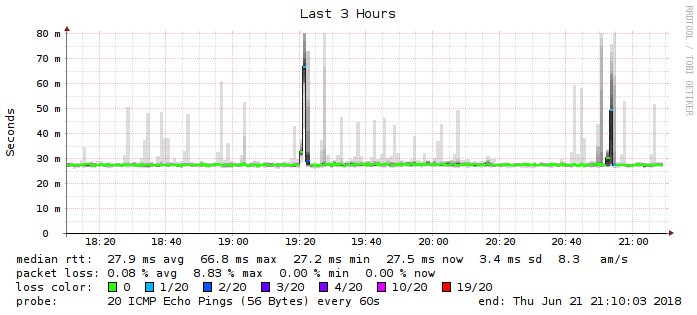 Last 3 Hours
RRDTOOL / TOBI OETIKER
Seconds
80 m
70 m
60 m
50 m
40 m
30 m
20 m
10 m
0
18:20 18:40 19:00 19:20 19:40 20:00 20:20 20:40 21:00
median rtt: 27.9 ms avg 66.8 ms max 27.2 ms min 27.5 ms now 3.4 ms sd 8.3 am/s
packet loss: 0.08 % avg 8.83 % max 0.00 % min 0.00 % now
loss color: 0 1/20 2/20 3/20 4/20 10/20 19/20
probe: 20 ICMP Echo Pings (56 Bytes) every 60s end: Thu Jun 21 21:10:03 2018